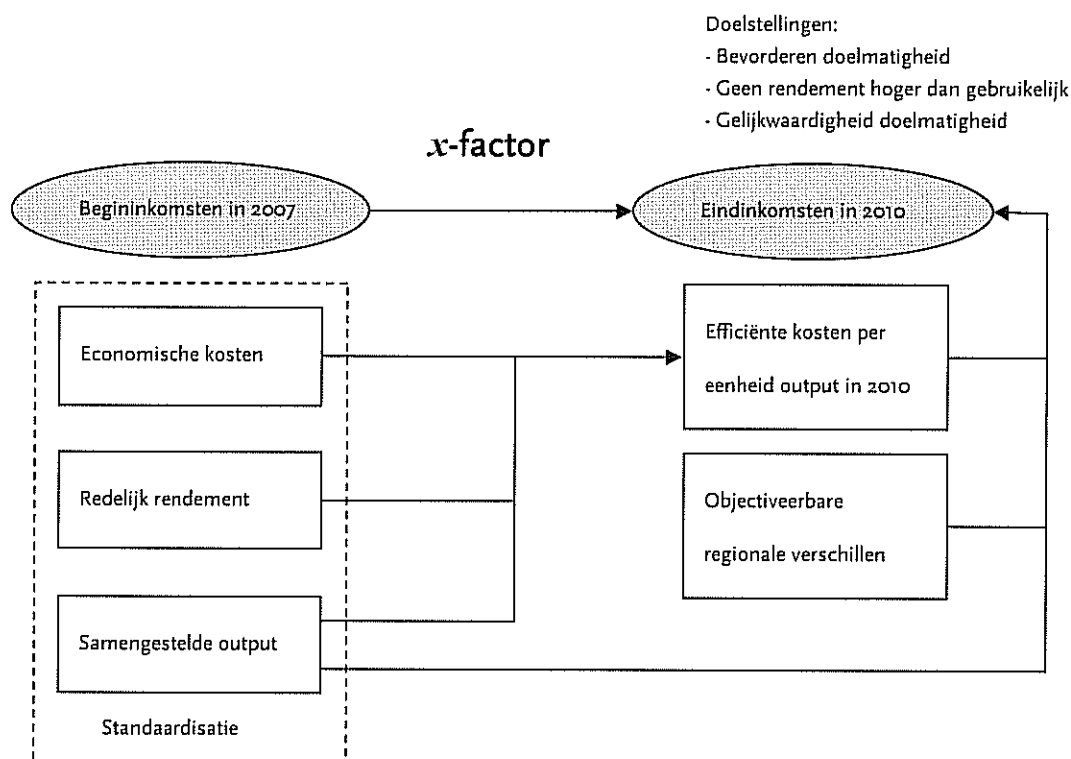 Doelstellingen:
- Bevorderen doelmatigheid
- Geen rendement hoger dan gebruikelijk
- Gelijkwaardigheid doelmatigheid
x-factor
Begininkomsten in 2007
Eindinkomsten in 2010
Economische kosten
Efficiënte kosten per
eenheid output in 2010
Redelijk rendement
Objectiveerbare
regionale verschillen
Samengestelde output
Standaardisatie